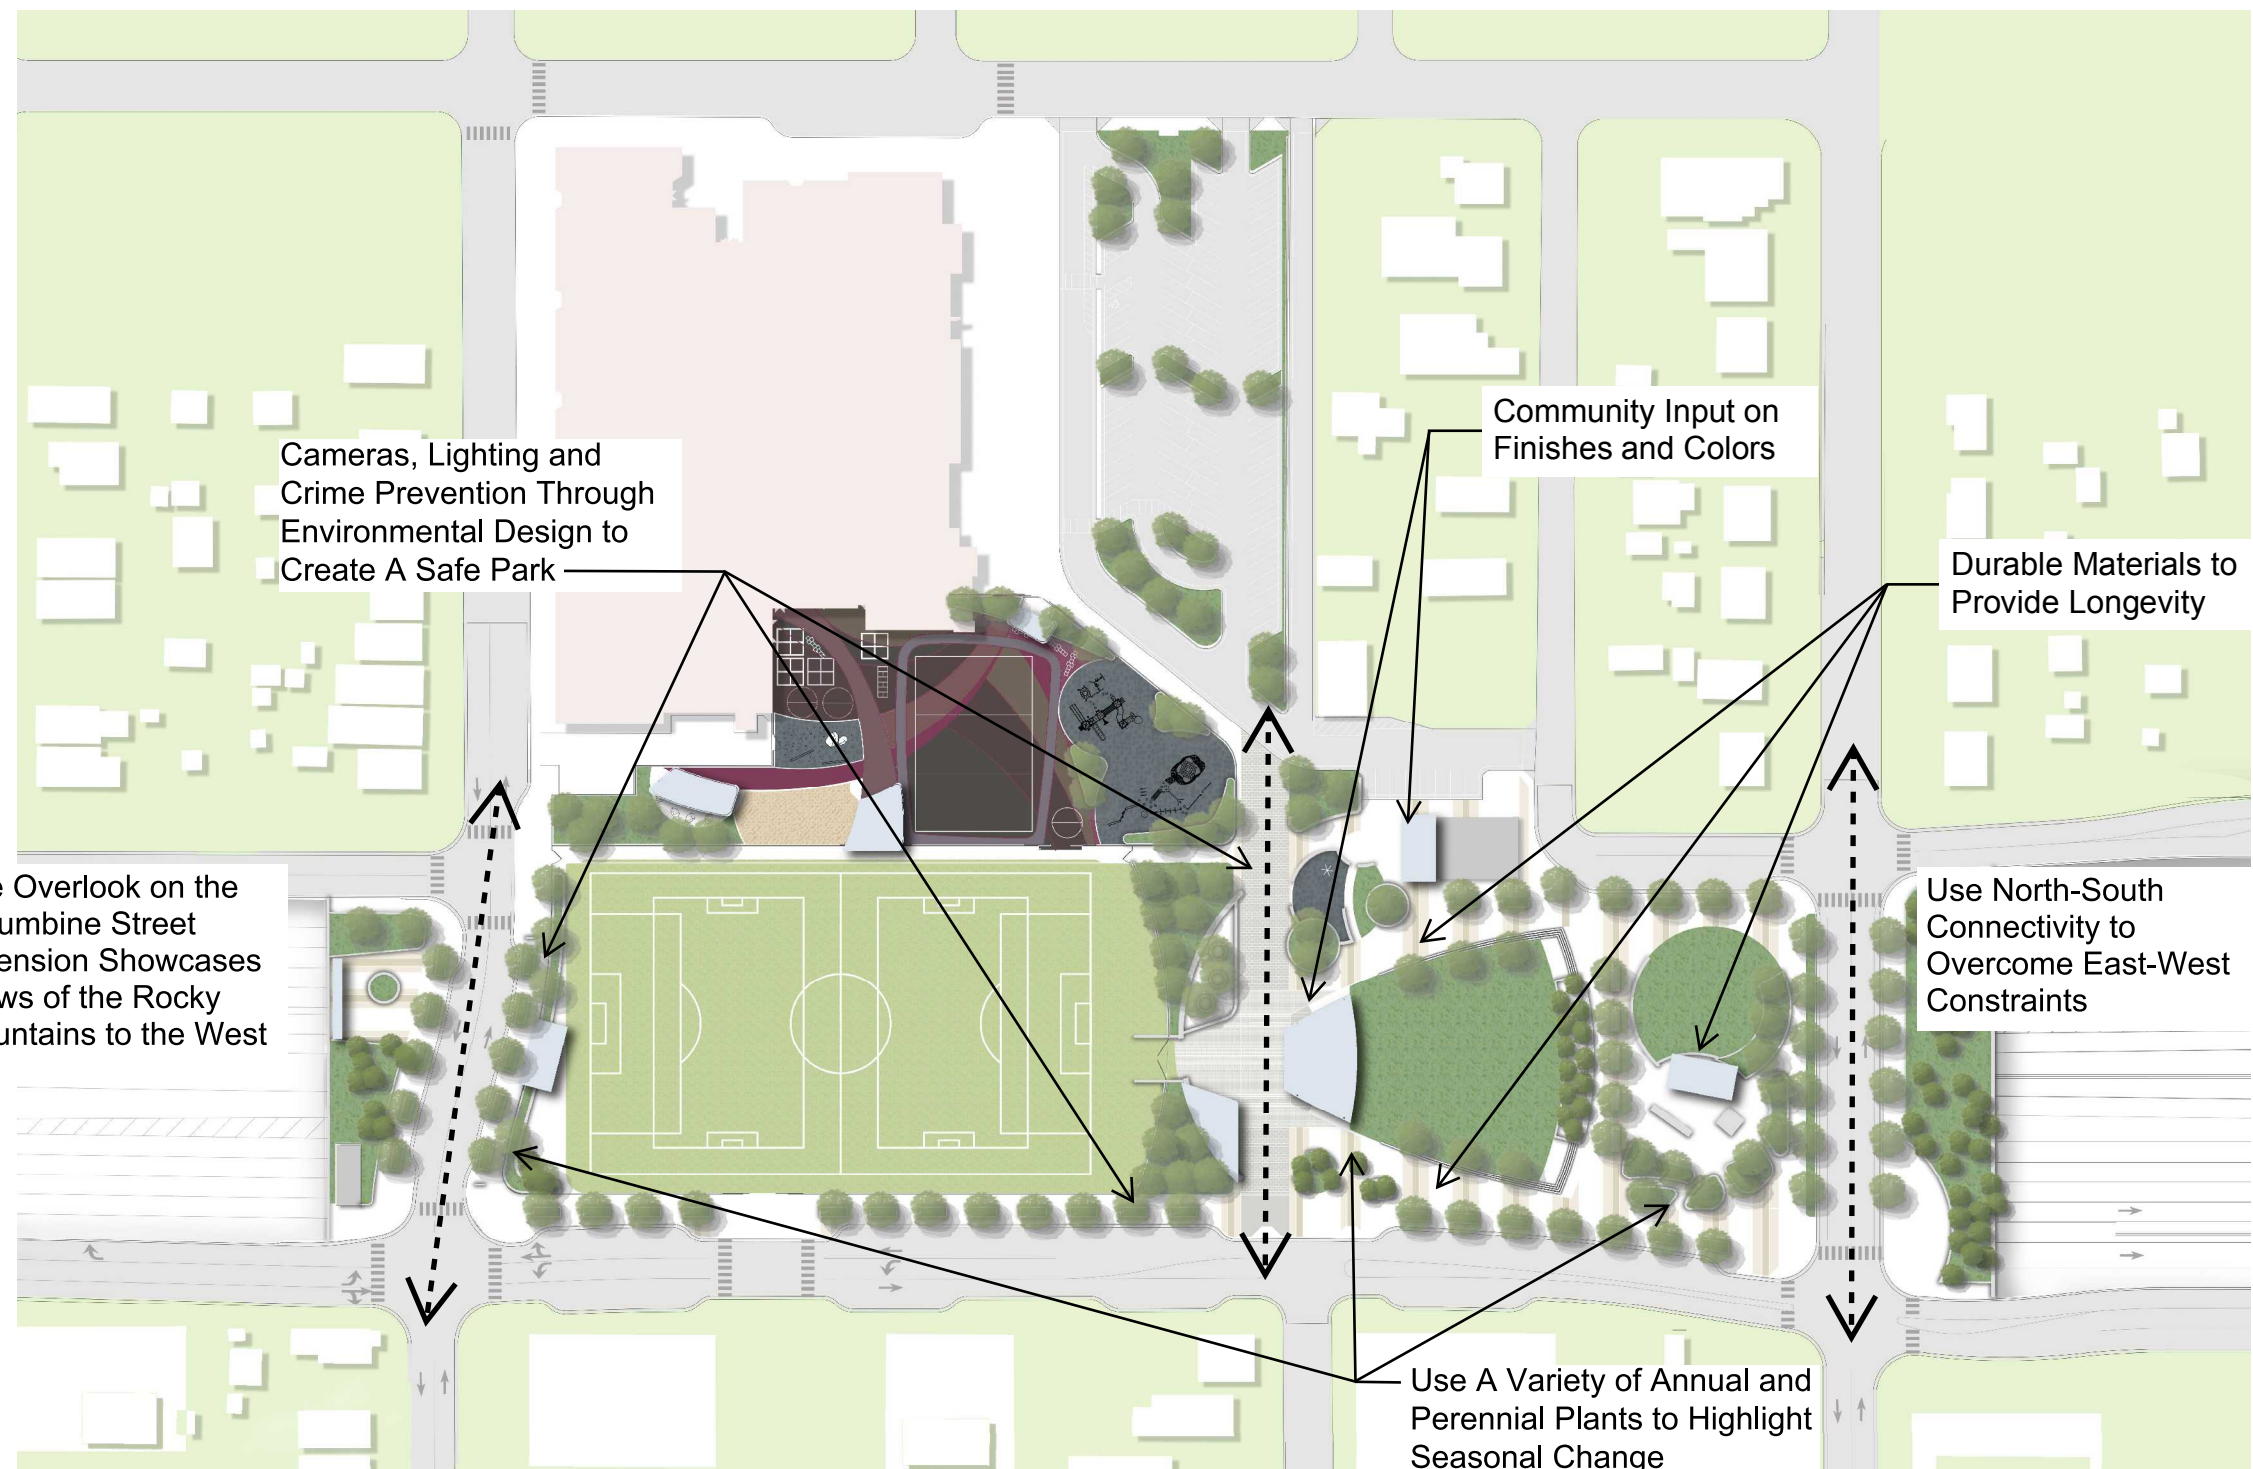 Cameras, Lighting and
Crime Prevention Through
Environmental Design to
Create A Safe Park
Community Input on
Finishes and Colors
Durable Materials to
Provide Longevity
e Overlook on the
umbine Street
ension Showcases
ws of the Rocky
untains to the West
Use North-South
Connectivity to
Overcome East-West
Constraints
Use A Variety of Annual and
Perennial Plants to Highlight
Seasonal Change